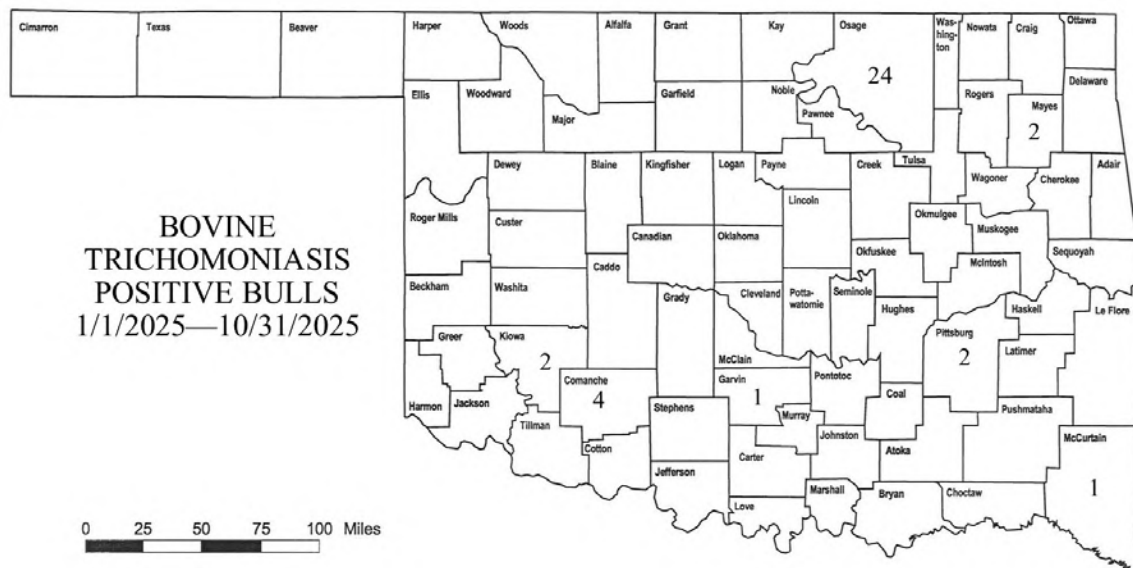 Cimarron
Texas
Beaver
Harper
Woods
Alfalfa
Grant
Kay
Osage
24
Was-
hing-
ton
Nowata
Craig
Ottawa
Ellis
Woodward
Major
Garfield
Noble
Pawnee
Rogers
Mayes
2
Delaware
Dewey
Blaine
Kingfisher
Logan
Payne
Creek
Tulsa
Wagoner
Cherokee
Adair
Roger Mills
Custer
Canadian
Oklahoma
Lincoln
Okmulgee
Muskogee
Okfuskee
McIntosh
Sequoyah
BOVINE
TRICHOMONIASIS
POSITIVE BULLS
1/1/2025—10/31/2025
Beckham
Washita
Caddo
Grady
Cleveland
Potta-
watomie
Seminole
Hughes
Haskell
Le Flore
Greer
Kiowa
2
McClain
Pittsburg
2
Latimer
Harmon
Jackson
Comanche
4
Garvin
1
Pontotoc
Coal
Pushmataha
Tillman
Stephens
Murray
Johnston
Atoka
McCurtain
1
Cotton
Carter
Jefferson
Love
Marshall
Bryan
Choctaw
0 25 50 75 100 Miles